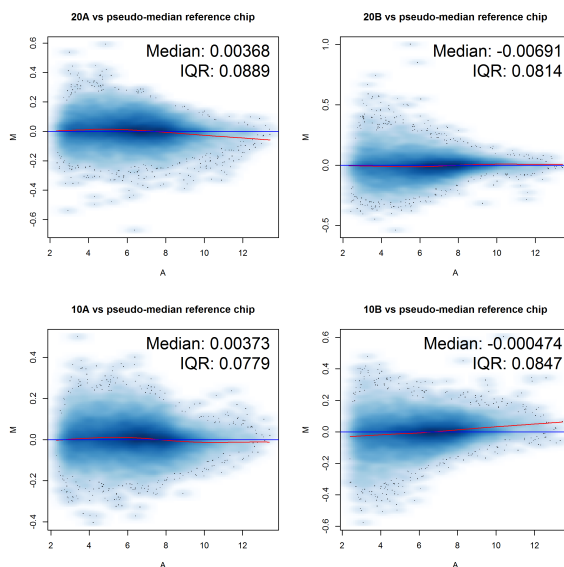 20A vs pseudo-median reference chip
Median: 0.00368
IQR: 0.0889
M
0.6
0.4
0.2
0.0
-0.2
-0.4
-0.6
2 4 6 8 10 12
A
20B vs pseudo-median reference chip
Median: -0.00691
IQR: 0.0814
M
1.0
0.5
0.0
-0.5
2 4 6 8 10 12
A
10A vs pseudo-median reference chip
Median: 0.00373
IQR: 0.0779
M
0.4
0.2
0.0
-0.2
-0.4
2 4 6 8 10 12
A
10B vs pseudo-median reference chip
Median: -0.000474
IQR: 0.0847
M
0.6
0.4
0.2
0.0
-0.2
-0.4
-0.6
2 4 6 8 10 12
A